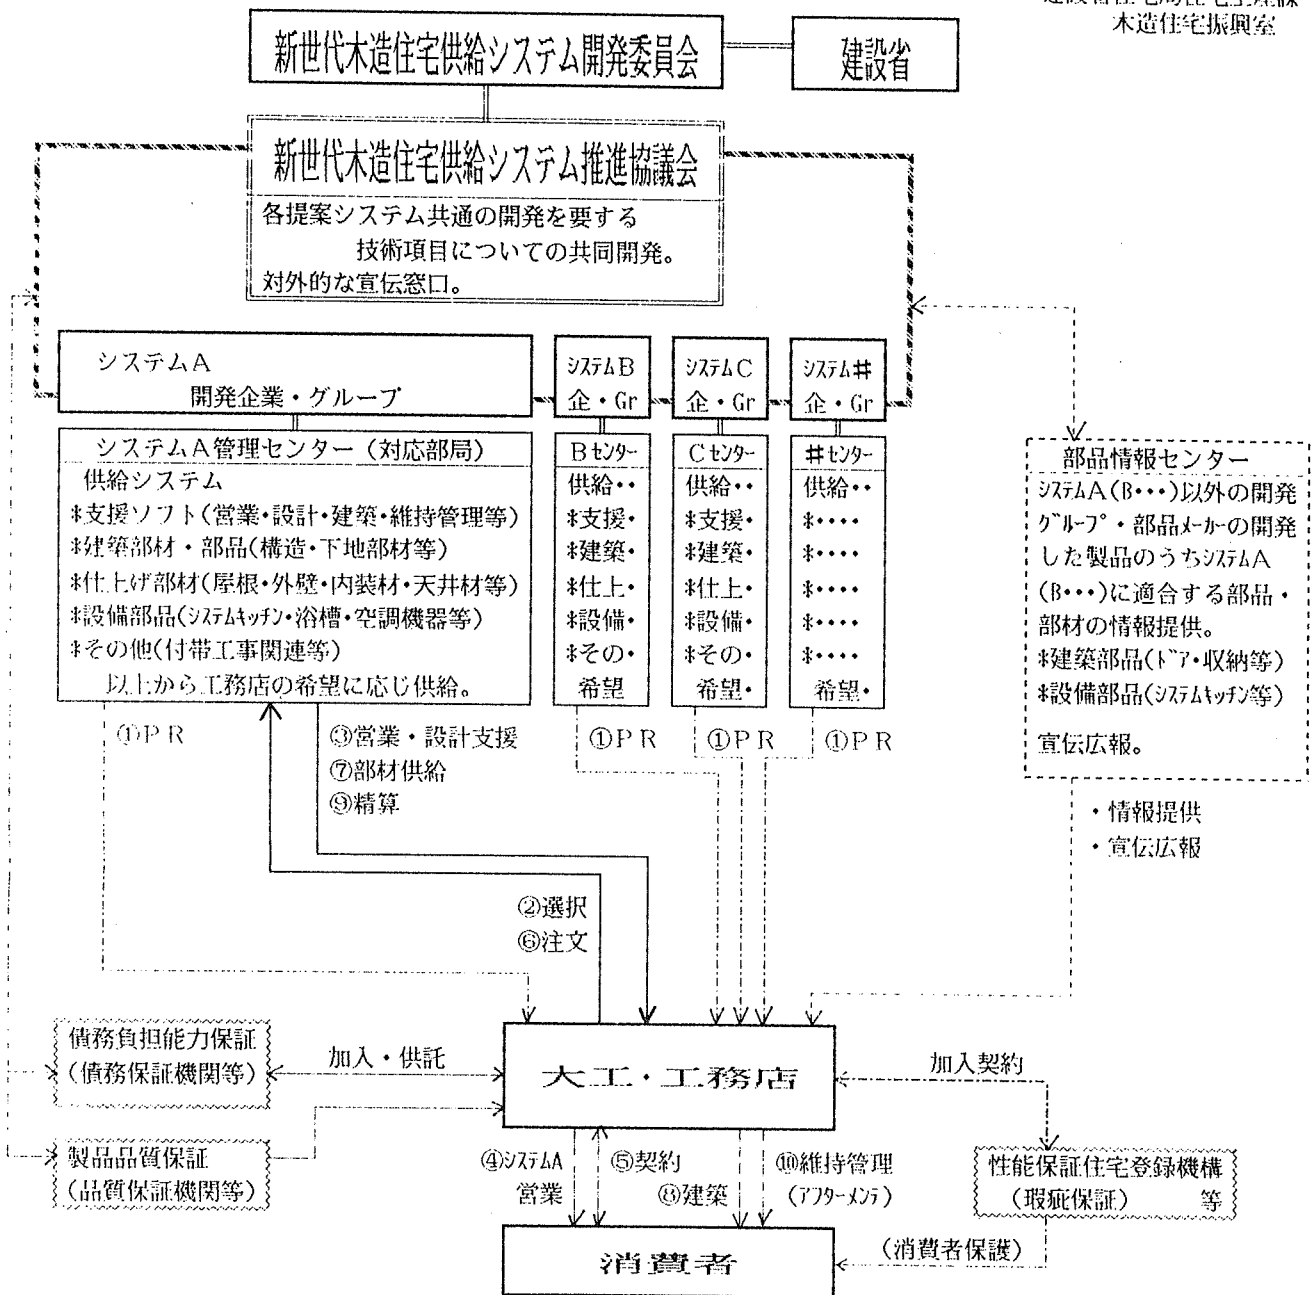 木造住宅振興室
新世代木造住宅供給システム開発委員会
建設省
新世代木造住宅供給システム推進協議会
各提案システム共通の開発を要する
技術項目についての共同開発。
対外的な宣伝窓口。
システムA
開発企業・グループ
システムB
企・Gr
システムC
企・Gr
システム#
企・Gr
システムA管理センター(対応部局)
供給システム
*支援ソフト(営業・設計・建築・維持管理等)
*建築部材・部品(構造・下地部材等)
*仕上げ部材(屋根・外壁・内装材・天井材等)
*設備部品(システムキッチン・浴槽・空調機器等)
*その他(付帯工事関連等)
以上から工務店の希望に応じ供給。
Bセンター
供給・・
*支援・
*建築・
*仕上・
*設備・
*その・
希望
Cセンター
供給・・
*支援・
*建築・
*仕上・
*設備・
*その・
希望・
#センター
供給・・
*・・・・
*・・・・
*・・・・
*・・・・
*・・・・
希望・
部品情報センター
システムA(B・・・)以外の開発
グループ・部品メーカーの開発
した製品のうちシステムA
(B・・・)に適合する部品・
部材の情報提供。
*建築部品(ドア・収納等)
*設備部品(システムキッチン等)
宣伝広報。
①PR
③営業・設計支援
⑦部材供給
⑨精算
①PR
①PR
①PR
・情報提供
・宣伝広報
②選択
⑥注文
債務負担能力保証
(債務保証機関等)
加入・供託
大工・工務店
加入契約
製品品質保証
(品質保証機関等)
④システムA
営業
⑤契約
⑧建築
⑩維持管理
(アフターメンテ)
性能保証住宅登録機構
(瑕疵保証) 等
消費者
(消費者保護)